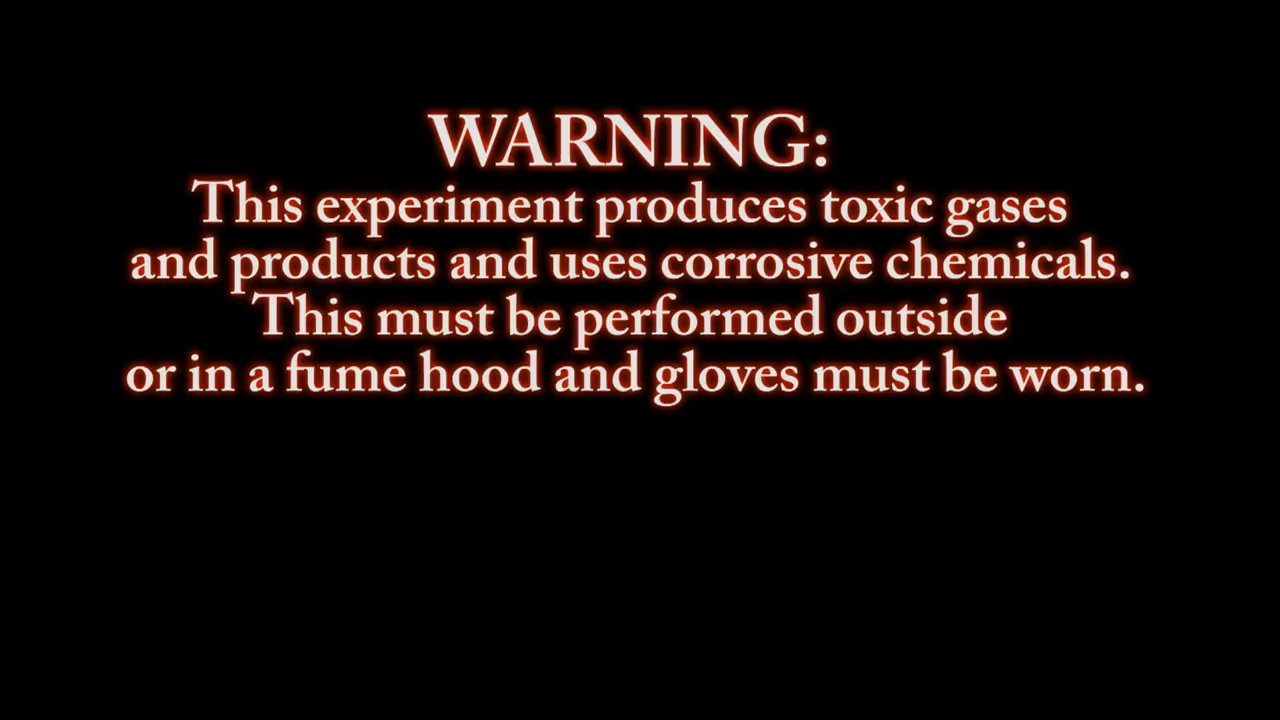 WARNING:
This experiment produces toxic gases
and products and uses corrosive chemicals.
This must be performed outside
or in a fume hood and gloves must be worn.